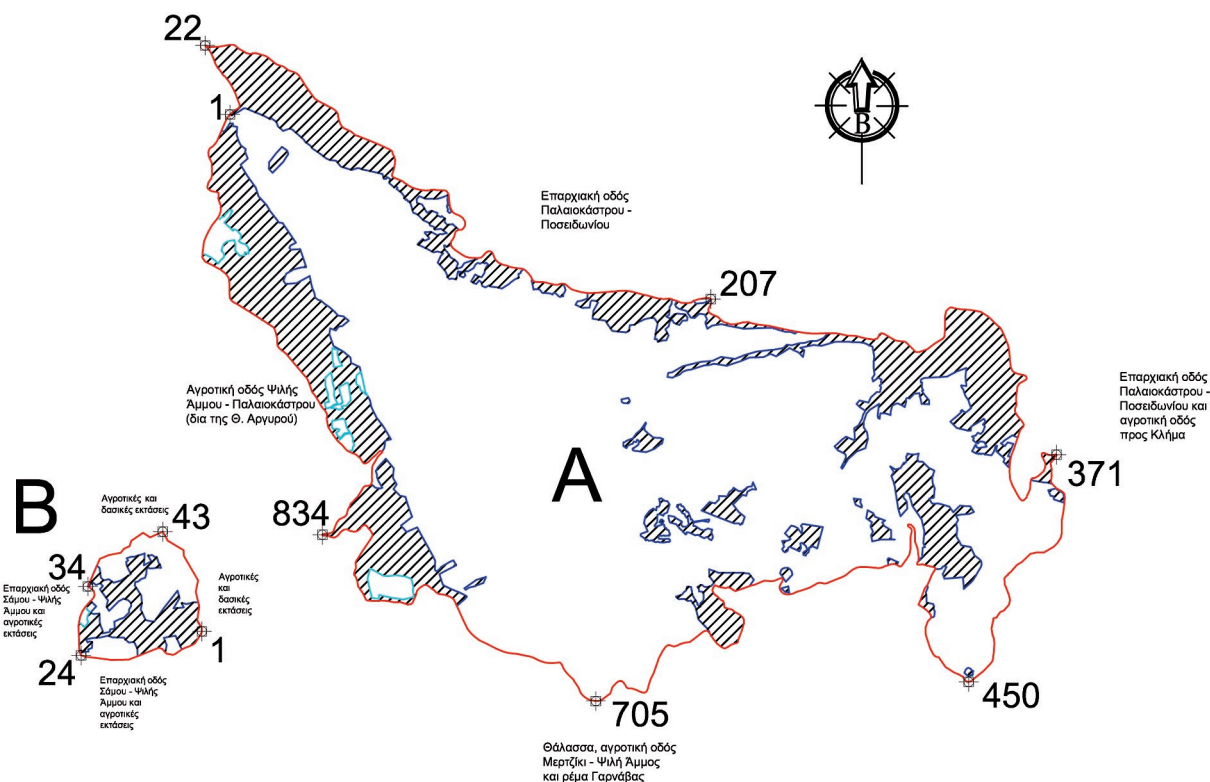 22
1
B
Επαρχιακή οδός
Παλαιοκάστρου -
Ποσειδωνίου
207
Αγροτική οδός Ψιλής
Άμμου - Παλαιοκάστρου
(δια της Θ. Αργυρού)
Επαρχιακή οδός
Παλαιοκάστρου -
Ποσειδωνίου και
αγροτική οδός
προς Κλήμα
371
A
B
Αγροτικές και
δασικές εκτάσεις
43
834
34
Επαρχιακή οδός
Σάμου - Ψιλής
Άμμου και
αγροτικές
εκτάσεις
Αγροτικές
και
δασικές
εκτάσεις
24
1
Επαρχιακή οδός
Σάμου - Ψιλής
Άμμου και
αγροτικές
εκτάσεις
450
705
Θάλασσα, αγροτική οδός
Μερτζίκι - Ψιλή Άμμος
και ρέμα Γαρνάβας